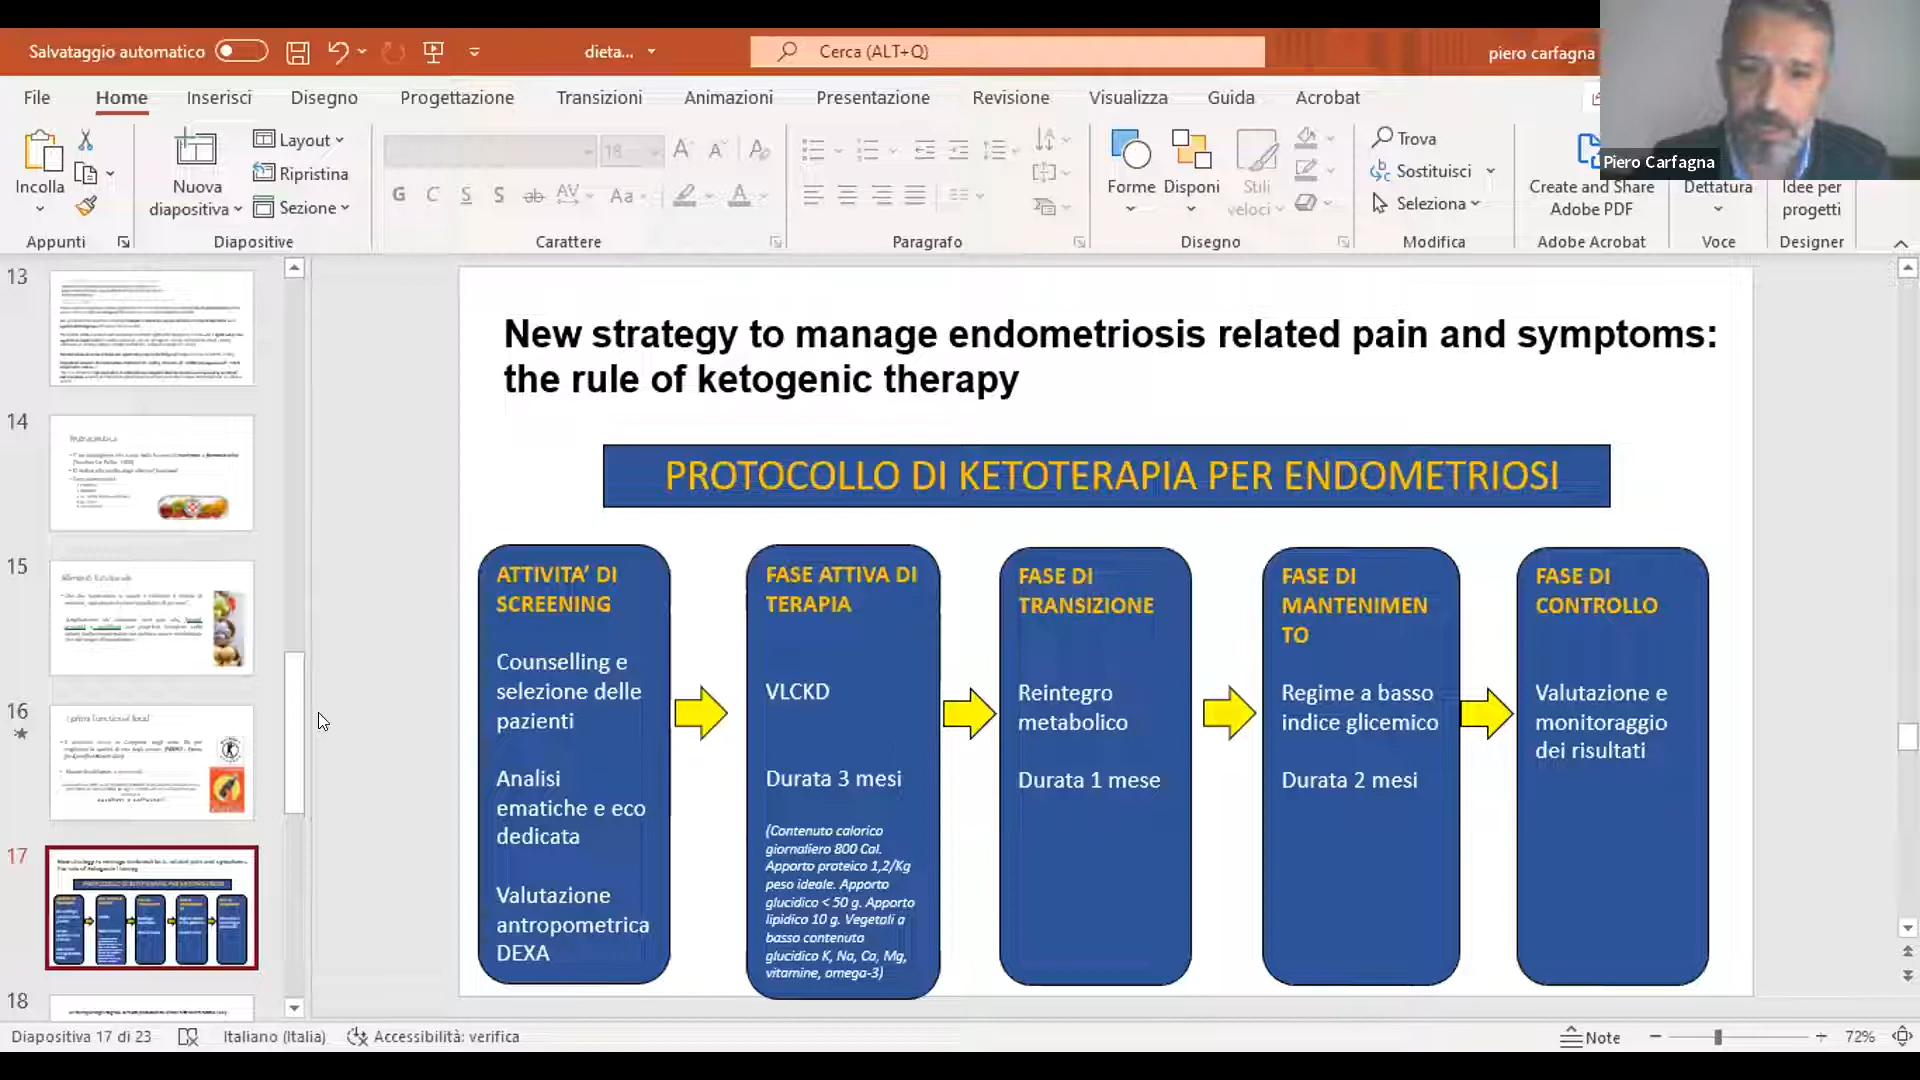 Salvataggio automatico
dieta...
Cerca (ALT+Q)
piero carfagna
File Home Inserisci Disegno Progettazione Transizioni Animazioni Presentazione Revisione Visualizza Guida Acrobat
Piero Carfagna
Incolla
Appunti
Nuova
diapositiva
Layout
Ripristina
Sezione
Diapositive
18
G C S S ab AV Aa A
Carattere
Paragrafo
Forme
Disponi
Stili
veloci
Disegno
Trova
Sostituisci
Seleziona
Modifica
Create and Share
Adobe PDF
Adobe Acrobat
Dettatura
Voce
Idee per
progetti
Designer
13
14
15
16
17
18
New strategy to manage endometriosis related pain and symptoms:
the rule of ketogenic therapy
PROTOCOLLO DI KETOTERAPIA PER ENDOMETRIOSI
ATTIVITA' DI
SCREENING
Counselling e
selezione delle
pazienti
Analisi
ematiche e eco
dedicata
Valutazione
antropometrica
DEXA
FASE ATTIVA DI
TERAPIA
VLCKD
Durata 3 mesi
(Contenuto calorico
giornaliero 800 Cal.
Apporto proteico 1,2/Kg
peso ideale. Apporto
glucidico < 50 g. Apporto
lipidico 10 g. Vegetali a
basso contenuto
glucidico K, Na, Ca, Mg,
vitamine, omega-3)
FASE DI
TRANSIZIONE
Reintegro
metabolico
Durata 1 mese
FASE DI
MANTENIMEN
TO
Regime a basso
indice glicemico
Durata 2 mesi
FASE DI
CONTROLLO
Valutazione e
monitoraggio
dei risultati
Diapositiva 17 di 23
Italiano (Italia)
Accessibilità: verifica
Note
72%